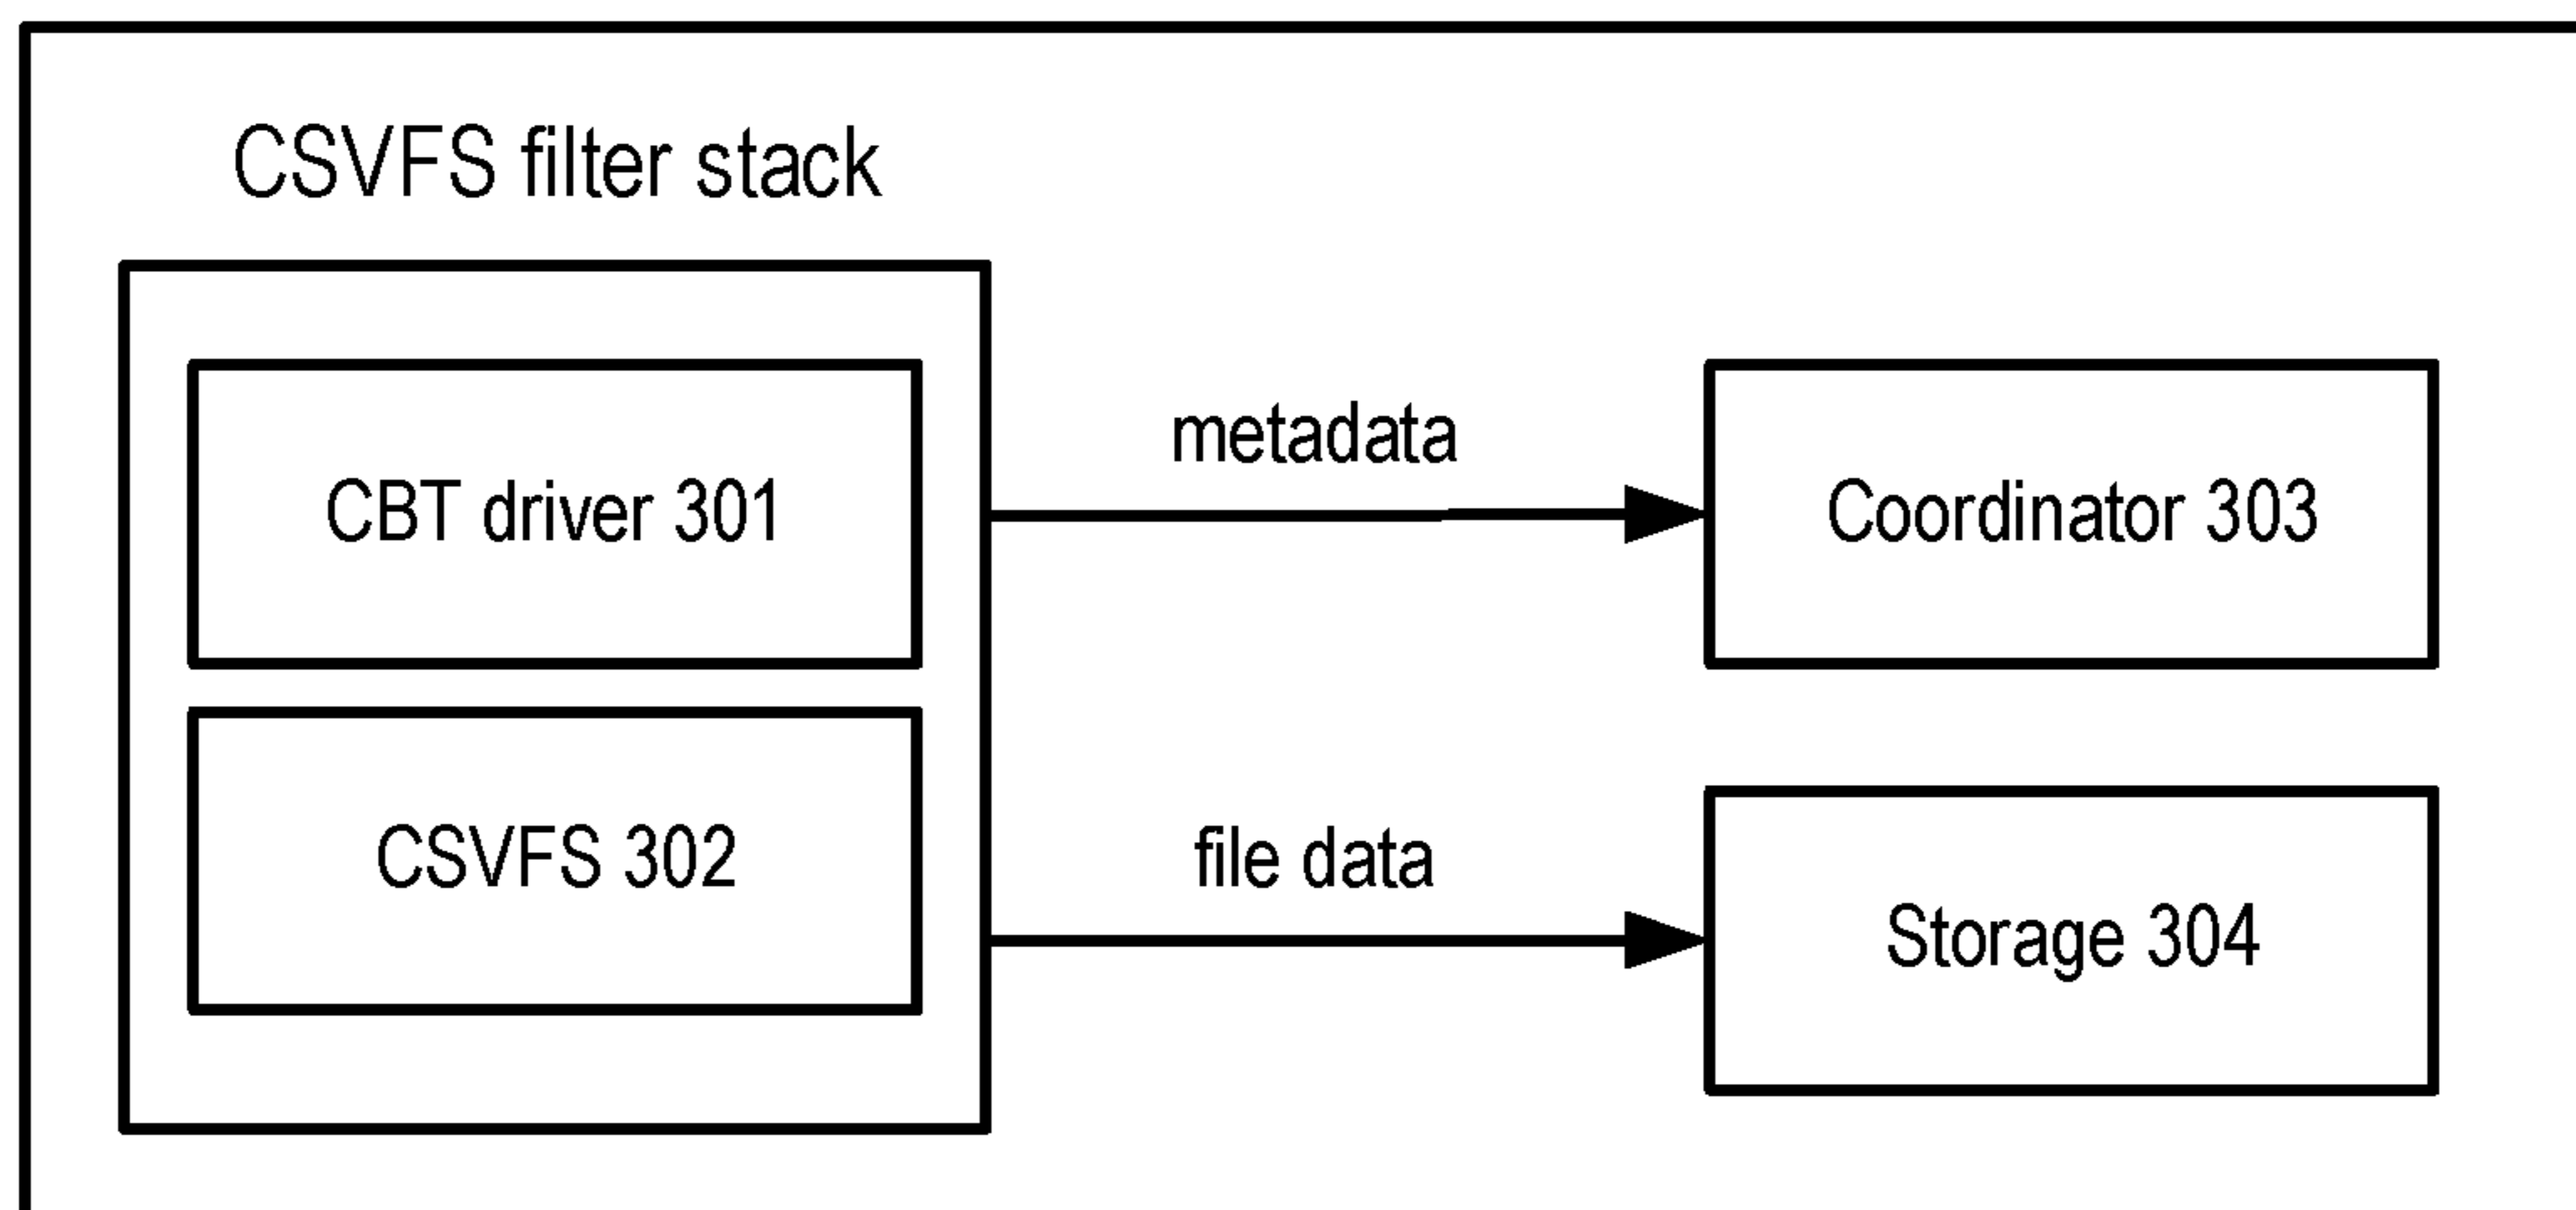 CSVFS filter stack
CBT driver 301
metadata
Coordinator 303
CSVFS 302
file data
Storage 304